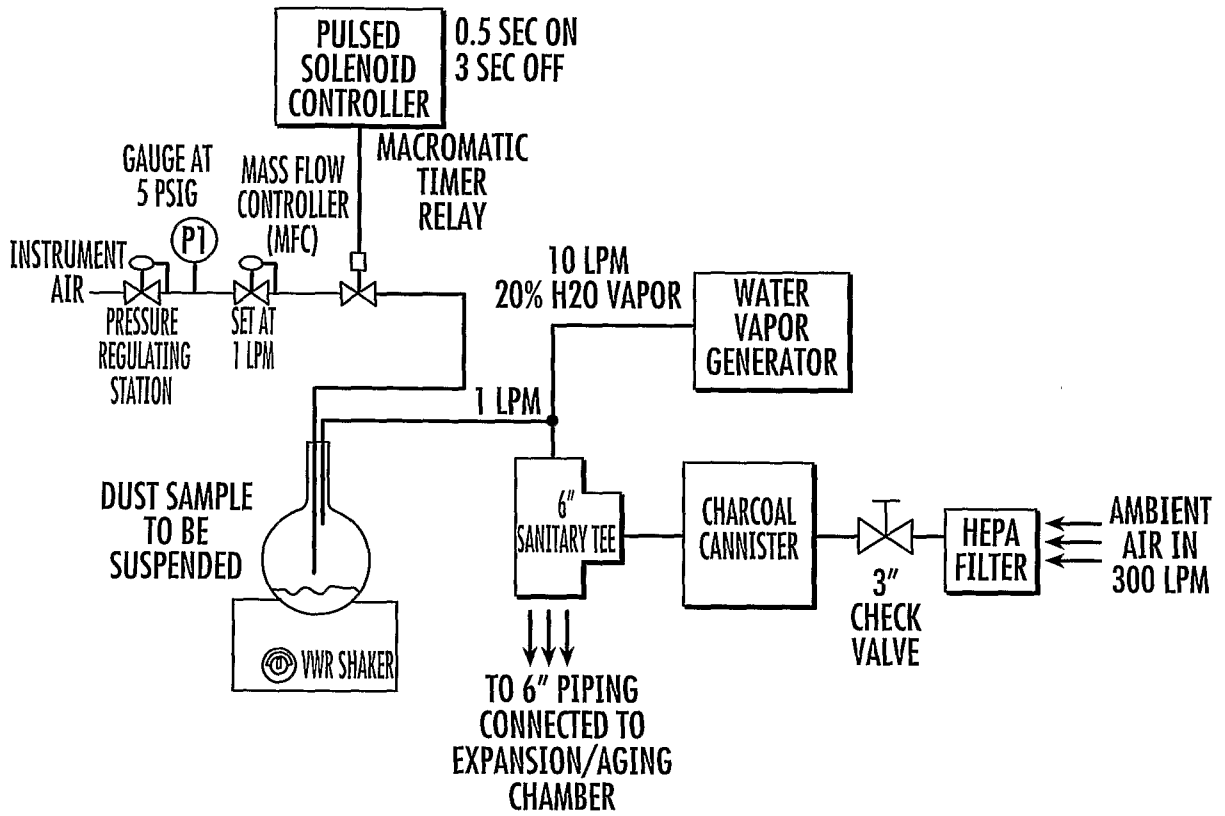 PULSED
SOLENOID
CONTROLLER
0.5 SEC ON
3 SEC OFF
MACROMATIC
TIMER
RELAY
GAUGE AT
5 PSIG
MASS FLOW
CONTROLLER
(MFC)
P1
INSTRUMENT
AIR
PRESSURE
REGULATING
STATION
SET AT
1 LPM
10 LPM
20% H2O VAPOR
WATER
VAPOR
GENERATOR
1 LPM
DUST SAMPLE
TO BE
SUSPENDED
VWR SHAKER
6"
SANITARY TEE
CHARCOAL
CANNISTER
3"
CHECK
VALVE
HEPA
FILTER
AMBIENT
AIR IN
300 LPM
TO 6" PIPING
CONNECTED TO
EXPANSION/AGING
CHAMBER